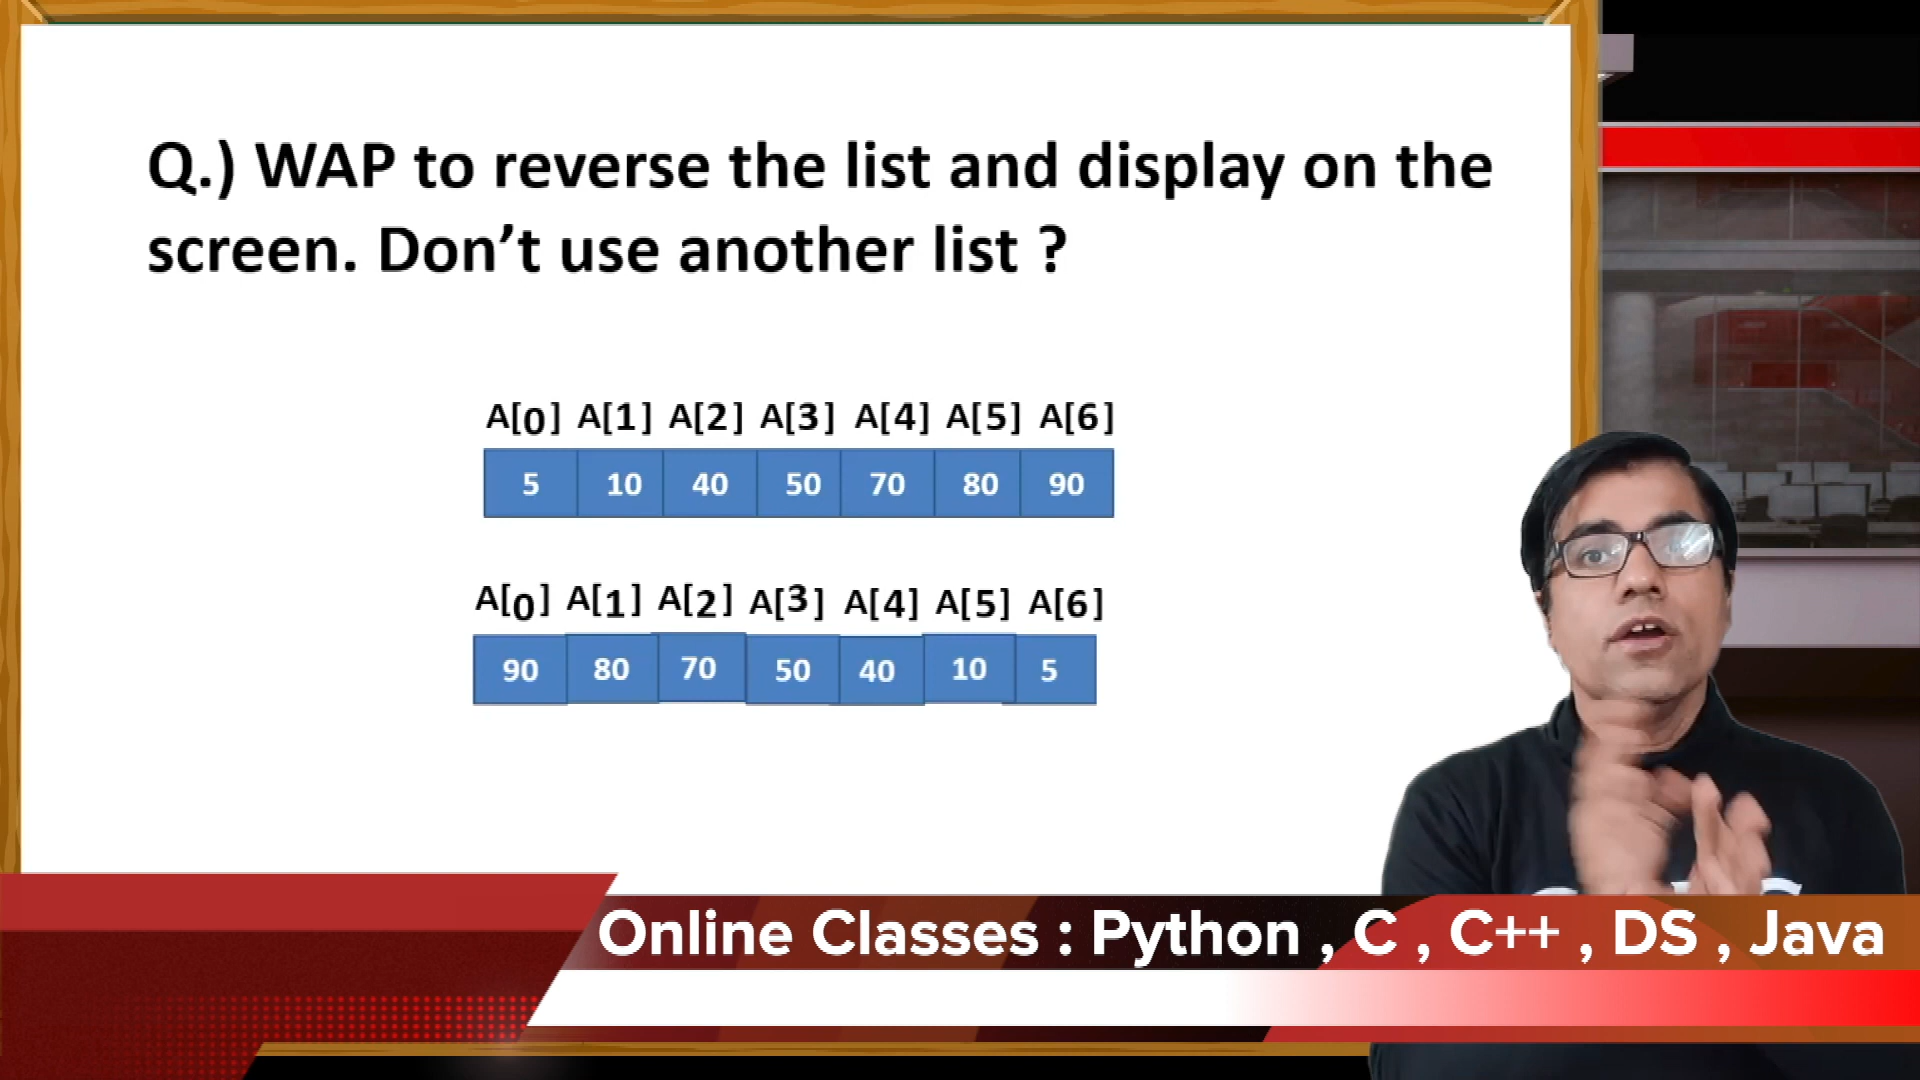 Q.) WAP to reverse the list and display on the
screen. Don’t use another list ?
A[0] A[1] A[2] A[3] A[4] A[5] A[6]
5 10 40 50 70 80 90
A[0] A[1] A[2] A[3] A[4] A[5] A[6]
90 80 70 50 40 10 5
Online Classes : Python , C , C++ , DS , Java